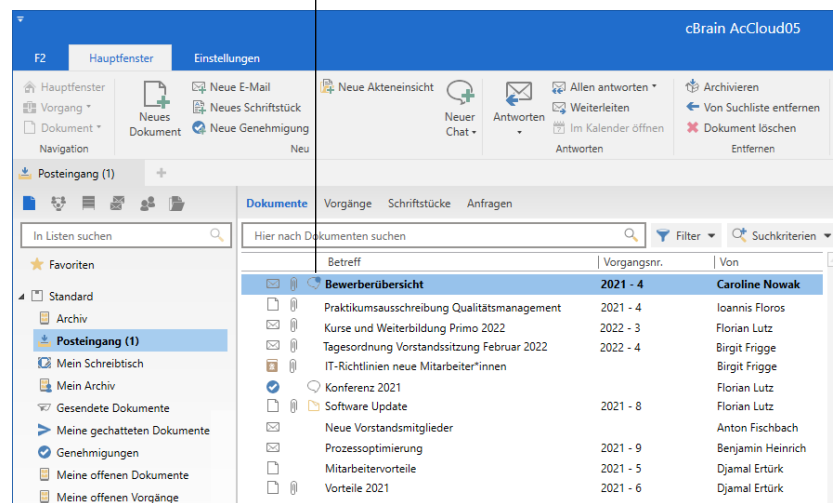 cBrain AcCloud05
F2 Hauptfenster Einstellungen
Hauptfenster
Vorgang
Dokument
Navigation
Neues Dokument
Neue E-Mail
Neues Schriftstück
Neue Genehmigung
Neue Akteneinsicht
Neuer Chat
Neu
Antworten
Allen antworten
Weiterleiten
Im Kalender öffnen
Antworten
Archivieren
Von Suchliste entfernen
Dokument löschen
Entfernen
Posteingang (1) +
In Listen suchen
Favoriten
Standard
Archiv
Posteingang (1)
Mein Schreibtisch
Mein Archiv
Gesendete Dokumente
Meine gechatteten Dokumente
Genehmigungen
Meine offenen Dokumente
Meine offenen Vorgänge
Dokumente Vorgänge Schriftstücke Anfragen
Hier nach Dokumenten suchen Filter Suchkriterien
Betreff Vorgangsnr. Von
Bewerberübersicht 2021 - 4 Caroline Nowak
Praktikumsausschreibung Qualitätsmanagement 2021 - 4 Ioannis Floros
Kurse und Weiterbildung Primo 2022 2022 - 3 Florian Lutz
Tagesordnung Vorstandssitzung Februar 2022 2022 - 4 Birgit Frigge
IT-Richtlinien neue Mitarbeiter*innen Birgit Frigge
Konferenz 2021 Florian Lutz
Software Update 2021 - 8 Florian Lutz
Neue Vorstandsmitglieder Anton Fischbach
Prozessoptimierung 2021 - 9 Benjamin Heinrich
Mitarbeitervorteile 2021 - 5 Djamal Ertürk
Vorteile 2021 2021 - 6 Djamal Ertürk